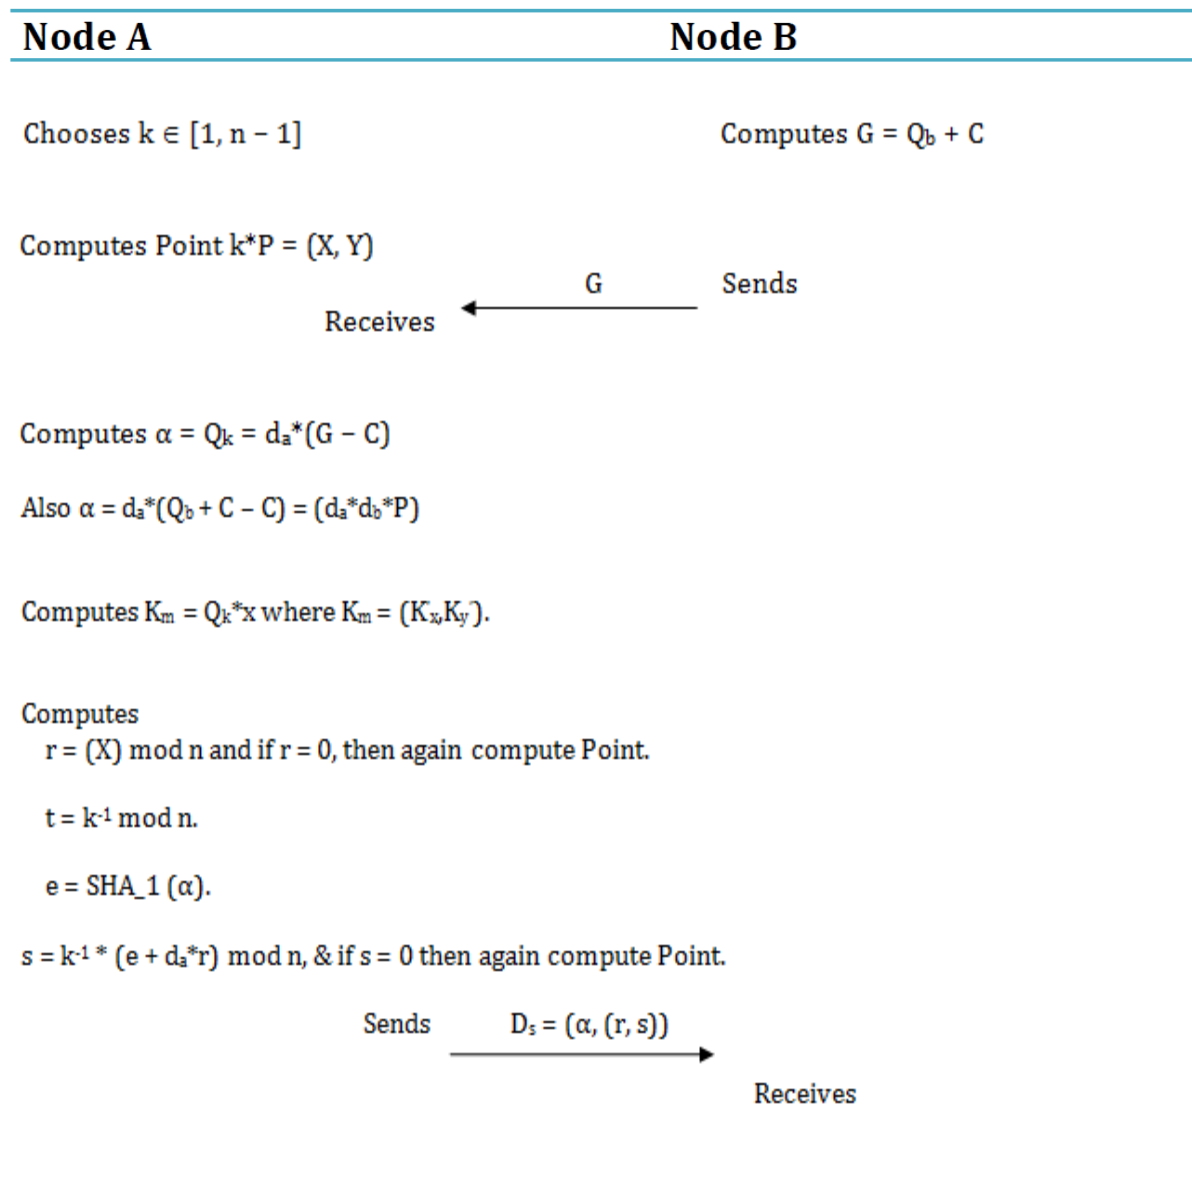 Node A Node B
Chooses k ∈ [1, n – 1] Computes G = Qb + C
Computes Point k*P = (X, Y)
G Sends
Receives
Computes α = Qk = da*(G – C)
Also α = da*(Qb + C – C) = (da*db*P)
Computes Km = Qk*x where Km = (Kx,Ky).
Computes
r = (X) mod n and if r = 0, then again compute Point.
t = k-1 mod n.
e = SHA_1 (α).
s = k-1 * (e + da*r) mod n, & if s = 0 then again compute Point.
Sends Ds = (α, (r, s))
Receives